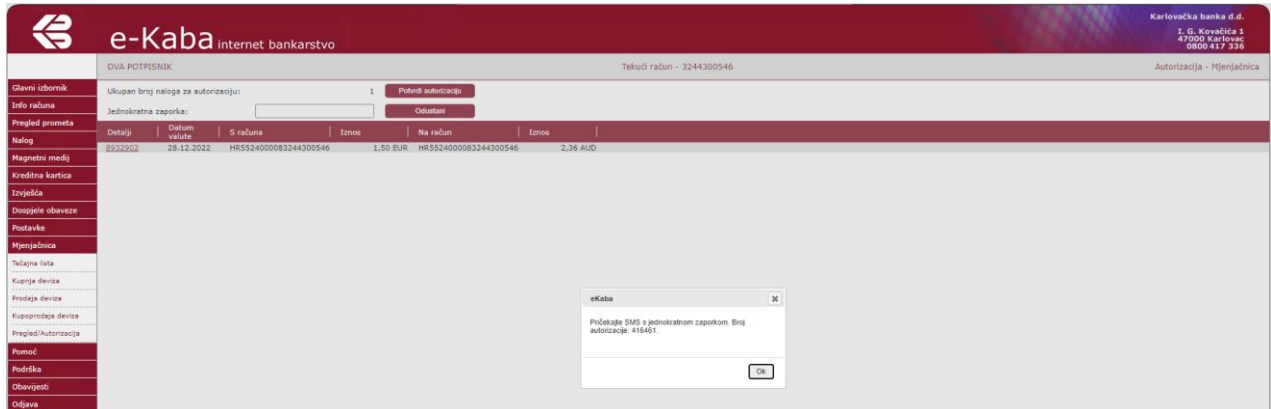 Karlovačka banka d.d.
I. G. Kovačića 1
47000 Karlovac
0800 417 336
e-Kaba internet bankarstvo
DVA POTPISNIK Tekući račun - 3244300546 Autorizacija - Mjenjačnica
Glavni izbornik
Info računa
Pregled prometa
Nalog
Magnetni medij
Kreditna kartica
Izvješća
Dospjele obaveze
Postavke
Mjenjačnica
Tečajna lista
Kupnja deviza
Prodaja deviza
Kupoprodaja deviza
Pregled/Autorizacija
Pomoć
Podrška
Obavijesti
Odjava
Ukupan broj naloga za autorizaciju: 1 Potvrdi autorizaciju
Jednokratna zaporka: Odustani
Detalji Datum valute S računa Iznos Na račun Iznos
8932902 28.12.2022 HR5524000083244300546 1,50 EUR HR5524000083244300546 2,36 AUD
eKaba
Pričekajte SMS s jednokratnom zaporkom. Broj
autorizacije: 416461.
Ok